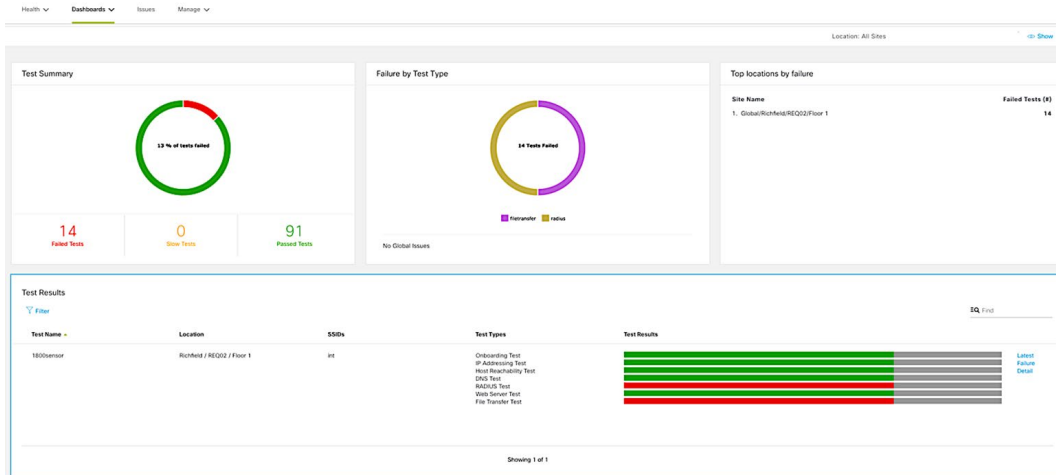 Health Dashboards Issues Manage
Location: All Sites Show
Test Summary
13 % of tests failed
14 0 91
Failed Tests Slow Tests Passed Tests
Failure by Test Type
14 Tests Failed
filetransfer radius
No Global Issues
Top locations by failure
Site Name Failed Tests (#)
1. Global/Richfield/REQ02/Floor 1 14
Test Results
Filter
Find
Test Name Location SSIDs Test Types Test Results
1800sensor Richfield / REQ02 / Floor 1 int Onboarding Test Latest
IP Addressing Test Failure
Host Reachability Test Detail
DNS Test
RADIUS Test
Web Server Test
File Transfer Test
Showing 1 of 1